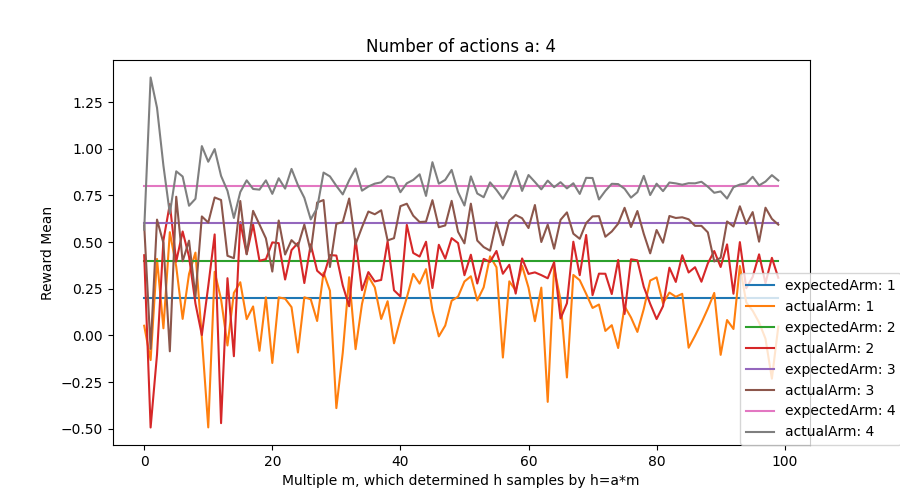 Number of actions a: 4
Reward Mean
1.25
1.00
0.75
0.50
0.25
0.00
−0.25
−0.50
0
20
40
60
80
100
Multiple m, which determined h samples by h=a*m
expectedArm: 1
actualArm: 1
expectedArm: 2
actualArm: 2
expectedArm: 3
actualArm: 3
expectedArm: 4
actualArm: 4